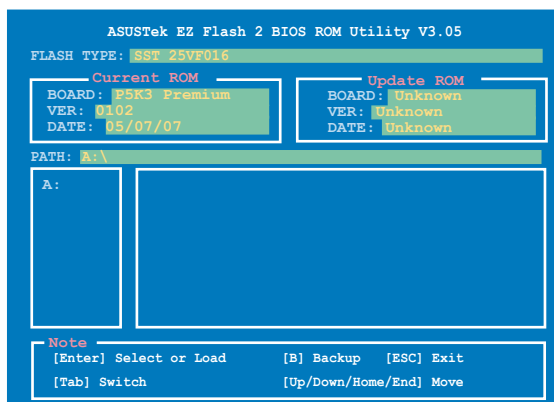 ASUSTek EZ Flash 2 BIOS ROM Utility V3.05
FLASH TYPE: SST 25VF016
Current ROM
BOARD: P5K3 Premium
VER: 0102
DATE: 05/07/07
Update ROM
BOARD: Unknown
VER: Unknown
DATE: Unknown
PATH: A:\
A:
Note
[Enter] Select or Load [B] Backup [ESC] Exit
[Tab] Switch [Up/Down/Home/End] Move